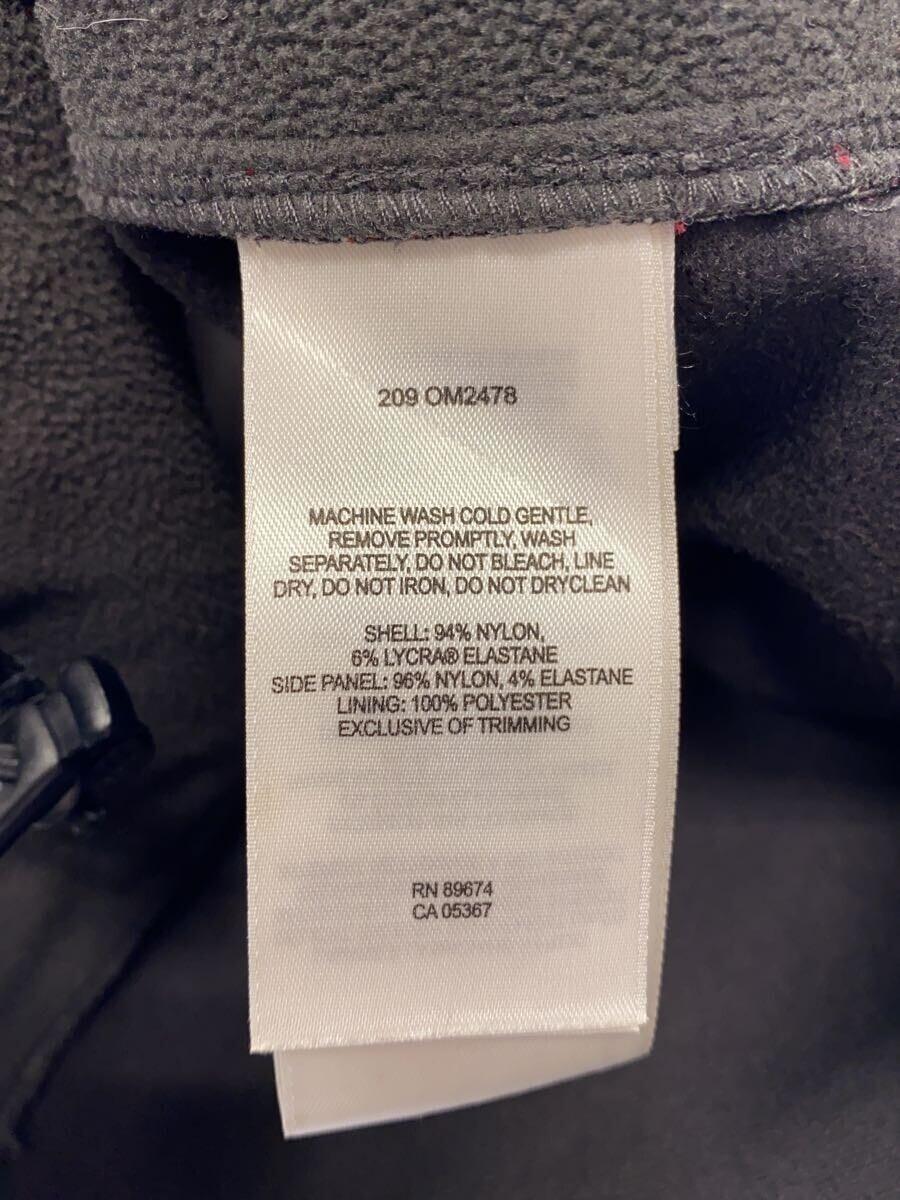 209 OM2478
MACHINE WASH COLD GENTLE,
REMOVE PROMPTLY, WASH
SEPARATELY, DO NOT BLEACH, LINE
DRY, DO NOT IRON, DO NOT DRYCLEAN
SHELL: 94% NYLON,
6% LYCRA® ELASTANE
SIDE PANEL: 96% NYLON, 4% ELASTANE
LINING: 100% POLYESTER
EXCLUSIVE OF TRIMMING
RN 89674
CA 05367